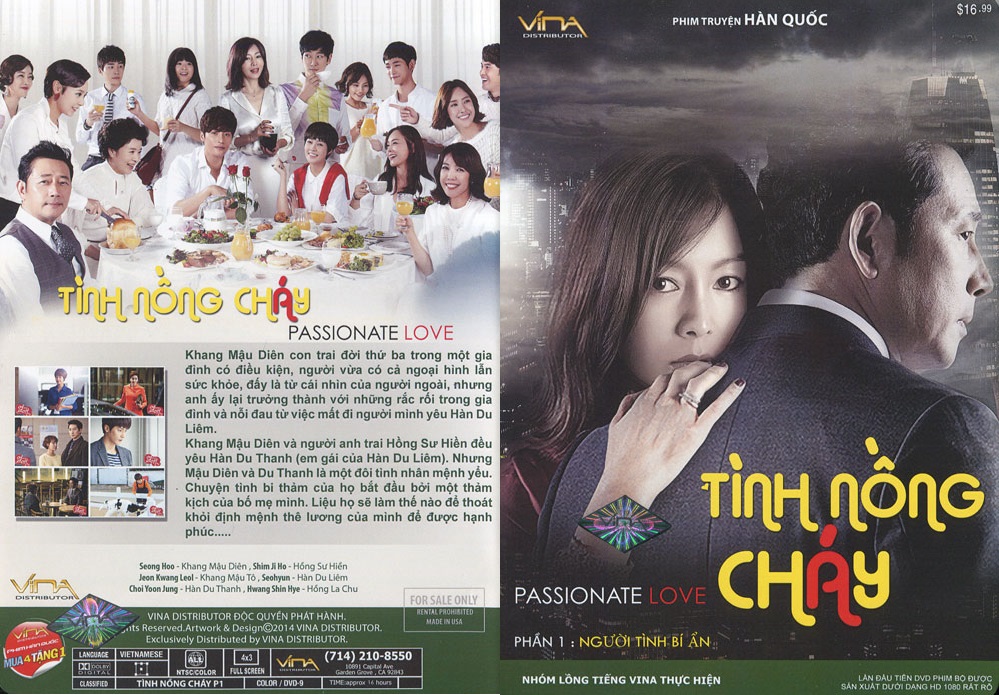 TÌNH NỒNG CHÁY
PASSIONATE LOVE
Khang Mậu Diên con trai đời thứ ba trong một gia
đình có điều kiện, người vừa có cả ngoại hình lẫn
sức khỏe, đấy là từ cái nhìn của người ngoài, nhưng
anh ấy lại trưởng thành với những rắc rối trong gia
đình và nỗi đau từ việc mất đi người mình yêu Hàn Du
Liêm.
Khang Mậu Diên và người anh trai Hồng Sư Hiền đều
yêu Hàn Du Thanh (em gái của Hàn Du Liêm). Nhưng
Mậu Diên và Du Thanh là một đôi tình nhân mệnh yểu.
Chuyện tình bi thảm của họ bắt đầu bởi một thảm
kịch của bố mẹ mình. Liệu họ sẽ làm thế nào để thoát
khỏi định mệnh thê lương của mình để được hạnh
phúc.....
Seong Hoo - Khang Mậu Diên , Shim Ji Ho - Hồng Sư Hiền
Jeon Kwang Leol - Khang Mậu Tô , Seohyun - Hàn Du Liêm
Choi Yoon Jung - Hàn Du Thanh , Hwang Shin Hye - Hồng La Chu
VINA
DISTRIBUTOR
FOR SALE ONLY
RENTAL PROHIBITED
MADE IN USA
VINA DISTRIBUTOR ĐỘC QUYỀN PHÁT HÀNH.
Rights Reserved.Artwork & Design©2014 VINA DISTRIBUTOR.
Exclusively Distributed by VINA DISTRIBUTOR.
VINA
DISTRIBUTOR
PHIM HÀN QUỐC
MUA 4 TẶNG 1
LANGUAGE VIETNAMESE ALL 4x3 VINA (714) 210-8550
DOLBY DIGITAL NTSC/COLOR FULL SCREEN DISTRIBUTOR 10891 Capital Ave
Garden Grove , CA 92843
CLASSIFIED TÌNH NỒNG CHÁY P1 COLOR / DVD-9 TIME:approx 16 hours
VINA
DISTRIBUTOR
PHIM TRUYỆN HÀN QUỐC
$16.99
TÌNH NỒNG
CHÁY
PASSIONATE LOVE
PHẦN 1 : NGƯỜI TÌNH BÍ ẨN
NHÓM LỒNG TIẾNG VINA THỰC HIỆN
LẦN ĐẦU TIÊN DVD PHIM BỘ ĐƯỢC
SẢN XUẤT DƯỚI DẠNG HD 1080 RẤT RÕ